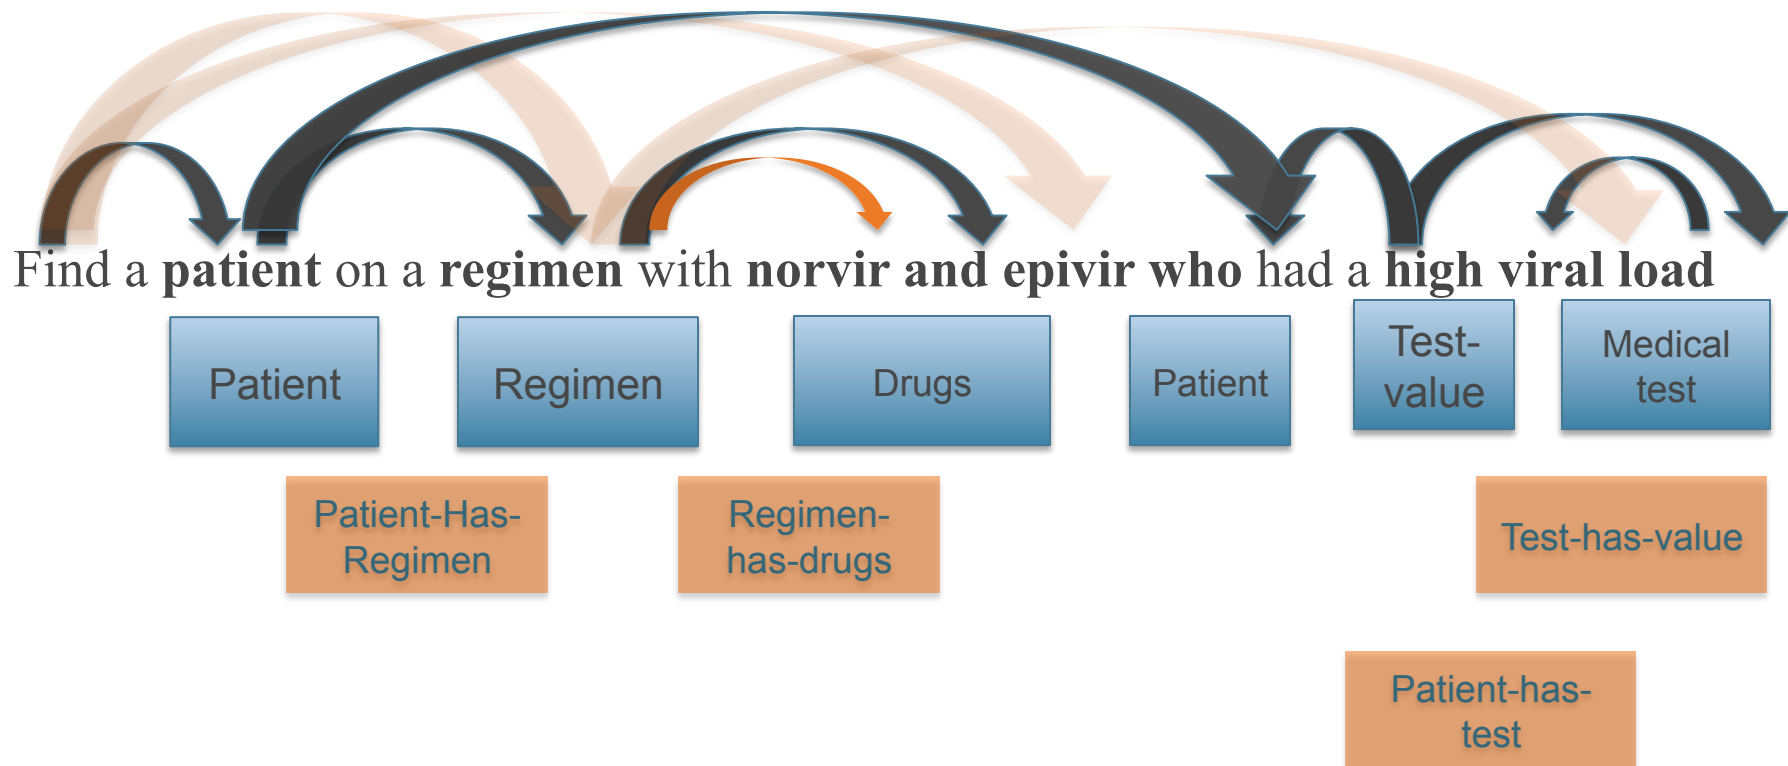 Find a patient on a regimen with norvir and epivir who had a high viral load
Patient
Regimen
Drugs
Patient
Test-
value
Medical
test
Patient-Has-
Regimen
Regimen-
has-drugs
Test-has-value
Patient-has-
test